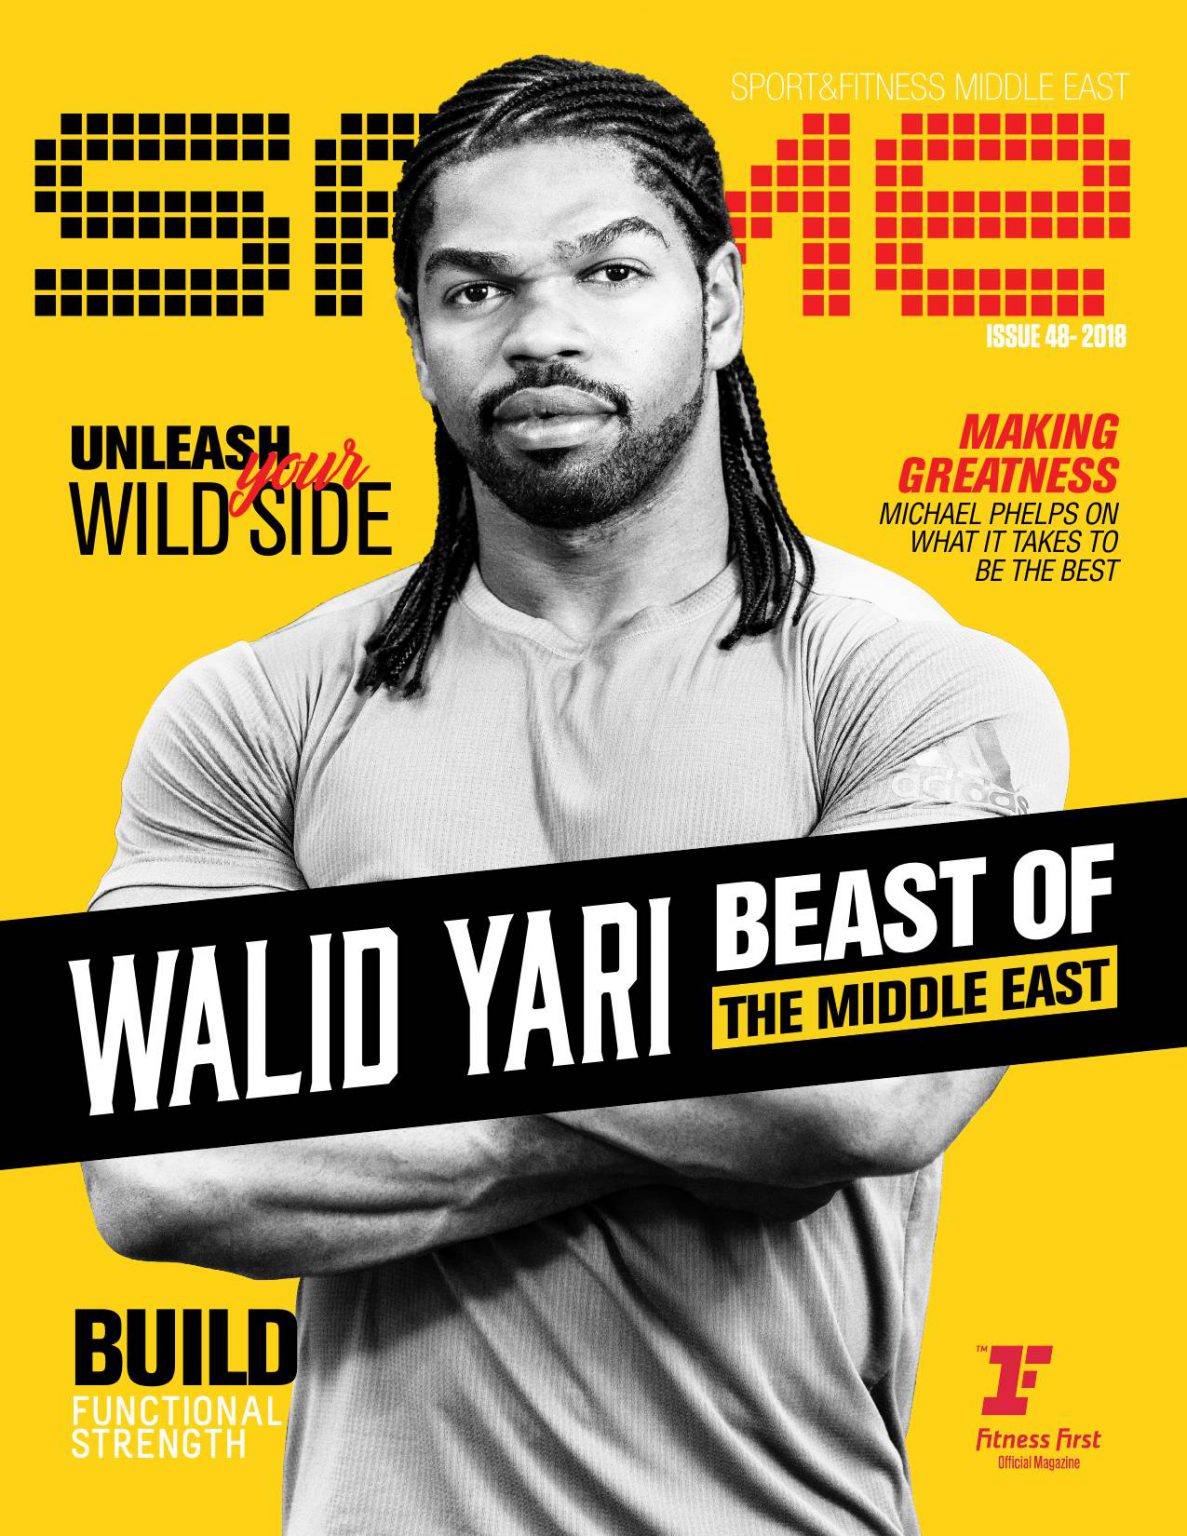 SPORT&FITNESS MIDDLE EAST
ISSUE 48- 2018
UNLEASH
your
WILD SIDE
MAKING
GREATNESS
MICHAEL PHELPS ON
WHAT IT TAKES TO
BE THE BEST
adidas
WALID YARI BEAST OF
THE MIDDLE EAST
BUILD
FUNCTIONAL
STRENGTH
TM
1F
Fitness First
Official Magazine